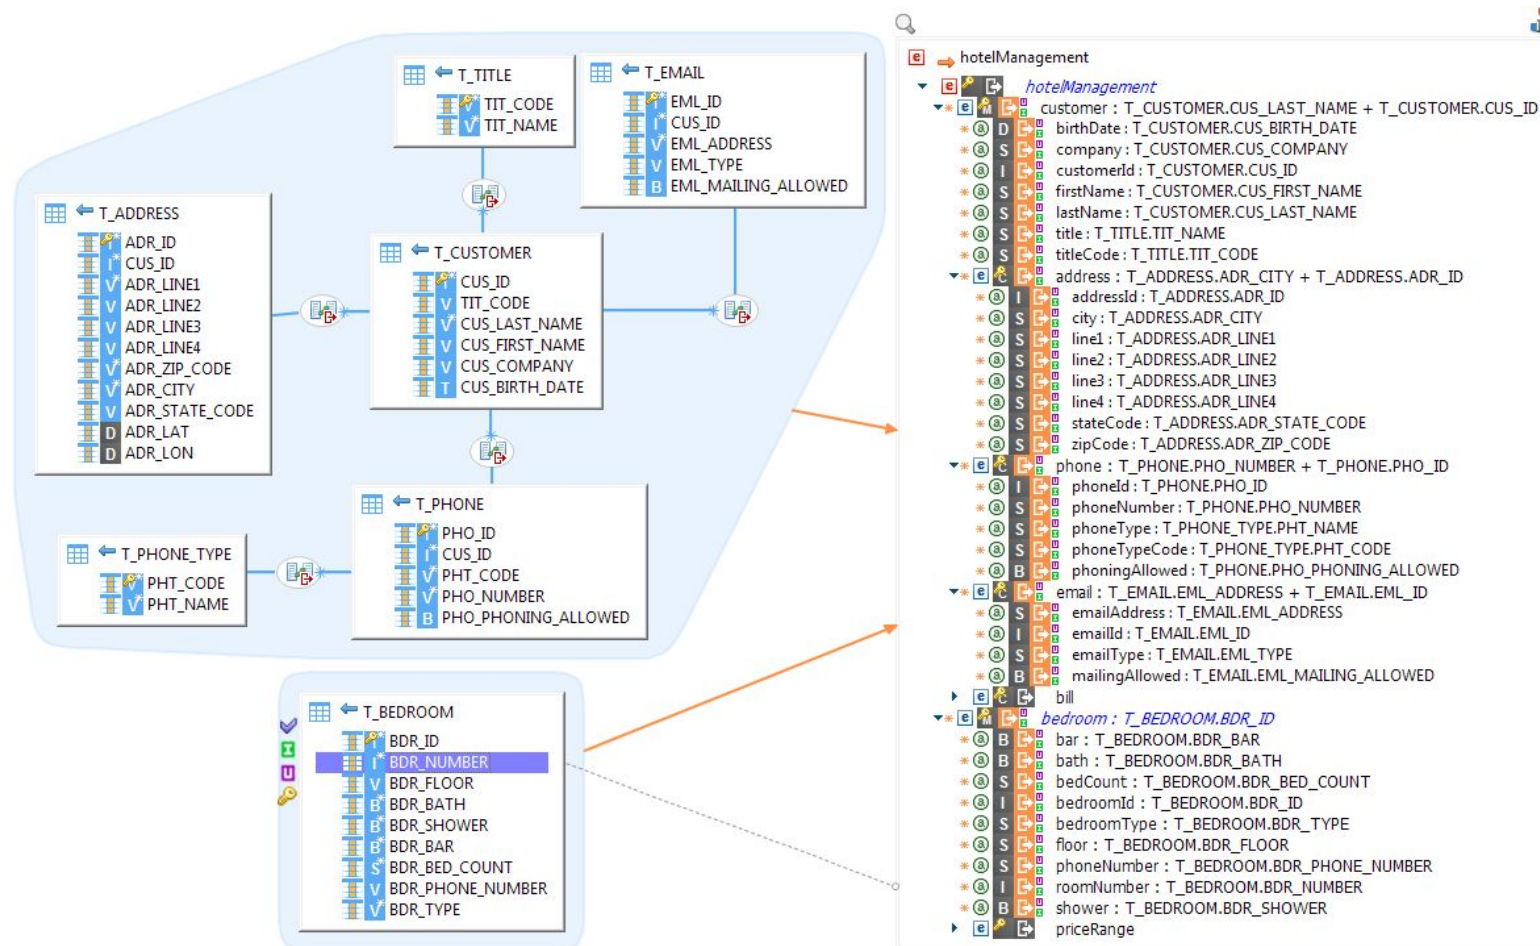 T_TITLE
TIT_CODE
TIT_NAME
T_EMAIL
EML_ID
CUS_ID
EML_ADDRESS
EML_TYPE
EML_MAILING_ALLOWED
T_ADDRESS
ADR_ID
CUS_ID
ADR_LINE1
ADR_LINE2
ADR_LINE3
ADR_LINE4
ADR_ZIP_CODE
ADR_CITY
ADR_STATE_CODE
ADR_LAT
ADR_LON
T_CUSTOMER
CUS_ID
TIT_CODE
CUS_LAST_NAME
CUS_FIRST_NAME
CUS_COMPANY
CUS_BIRTH_DATE
T_PHONE
PHO_ID
CUS_ID
PHT_CODE
PHO_NUMBER
PHO_PHONING_ALLOWED
T_PHONE_TYPE
PHT_CODE
PHT_NAME
T_BEDROOM
BDR_ID
BDR_NUMBER
BDR_FLOOR
BDR_BATH
BDR_SHOWER
BDR_BAR
BDR_BED_COUNT
BDR_PHONE_NUMBER
BDR_TYPE
hotelManagement
hotelManagement
customer : T_CUSTOMER.CUS_LAST_NAME + T_CUSTOMER.CUS_ID
birthDate : T_CUSTOMER.CUS_BIRTH_DATE
company : T_CUSTOMER.CUS_COMPANY
customerId : T_CUSTOMER.CUS_ID
firstName : T_CUSTOMER.CUS_FIRST_NAME
lastName : T_CUSTOMER.CUS_LAST_NAME
title : T_TITLE.TIT_NAME
titleCode : T_TITLE.TIT_CODE
address : T_ADDRESS.ADR_CITY + T_ADDRESS.ADR_ID
addressId : T_ADDRESS.ADR_ID
city : T_ADDRESS.ADR_CITY
line1 : T_ADDRESS.ADR_LINE1
line2 : T_ADDRESS.ADR_LINE2
line3 : T_ADDRESS.ADR_LINE3
line4 : T_ADDRESS.ADR_LINE4
stateCode : T_ADDRESS.ADR_STATE_CODE
zipCode : T_ADDRESS.ADR_ZIP_CODE
phone : T_PHONE.PHO_NUMBER + T_PHONE.PHO_ID
phoneId : T_PHONE.PHO_ID
phoneNumber : T_PHONE.PHO_NUMBER
phoneType : T_PHONE_TYPE.PHT_NAME
phoneTypeCode : T_PHONE_TYPE.PHT_CODE
phoningAllowed : T_PHONE.PHO_PHONING_ALLOWED
email : T_EMAIL.EML_ADDRESS + T_EMAIL.EML_ID
emailAddress : T_EMAIL.EML_ADDRESS
emailId : T_EMAIL.EML_ID
emailType : T_EMAIL.EML_TYPE
mailingAllowed : T_EMAIL.EML_MAILING_ALLOWED
bill
bedroom : T_BEDROOM.BDR_ID
bar : T_BEDROOM.BDR_BAR
bath : T_BEDROOM.BDR_BATH
bedCount : T_BEDROOM.BDR_BED_COUNT
bedroomId : T_BEDROOM.BDR_ID
bedroomType : T_BEDROOM.BDR_TYPE
floor : T_BEDROOM.BDR_FLOOR
phoneNumber : T_BEDROOM.BDR_PHONE_NUMBER
roomNumber : T_BEDROOM.BDR_NUMBER
shower : T_BEDROOM.BDR_SHOWER
priceRange